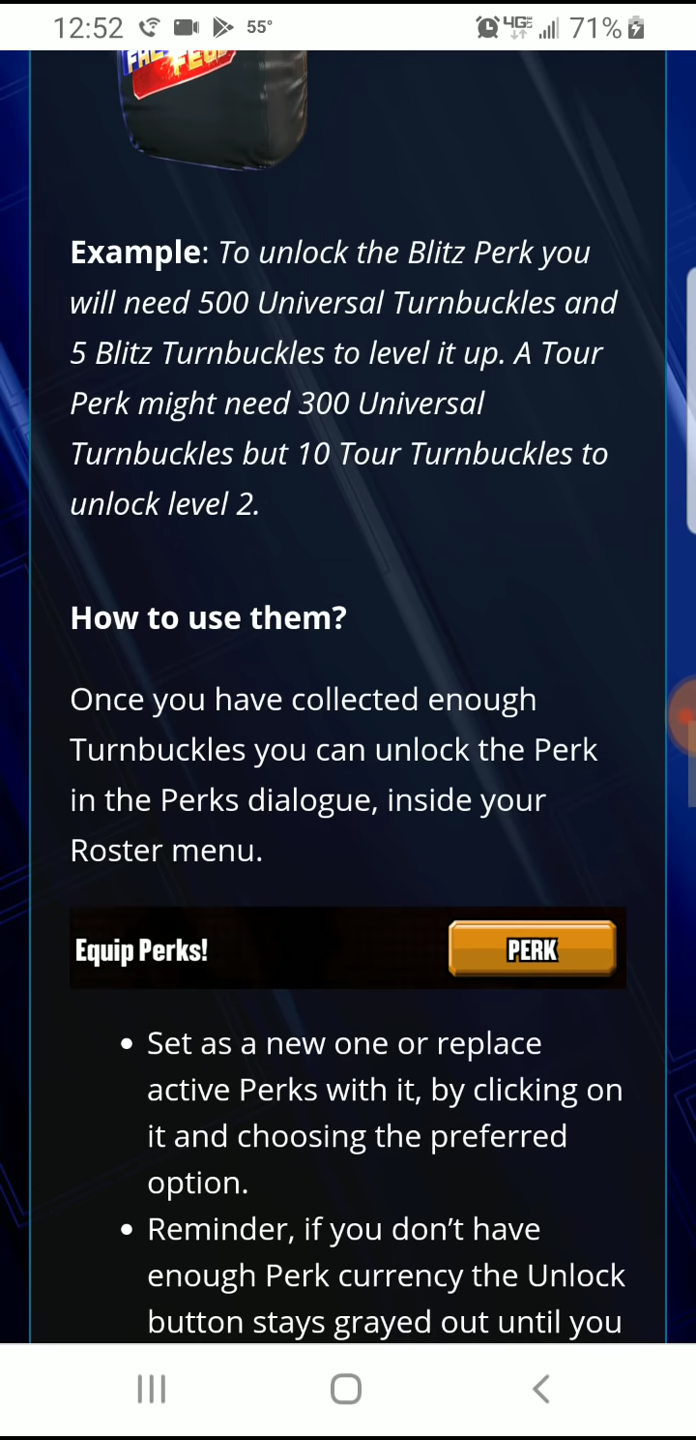 12:52 55° 4GE 71%
Example: To unlock the Blitz Perk you
will need 500 Universal Turnbuckles and
5 Blitz Turnbuckles to level it up. A Tour
Perk might need 300 Universal
Turnbuckles but 10 Tour Turnbuckles to
unlock level 2.
How to use them?
Once you have collected enough
Turnbuckles you can unlock the Perk
in the Perks dialogue, inside your
Roster menu.
Equip Perks! PERK
• Set as a new one or replace
active Perks with it, by clicking on
it and choosing the preferred
option.
• Reminder, if you don’t have
enough Perk currency the Unlock
button stays grayed out until you